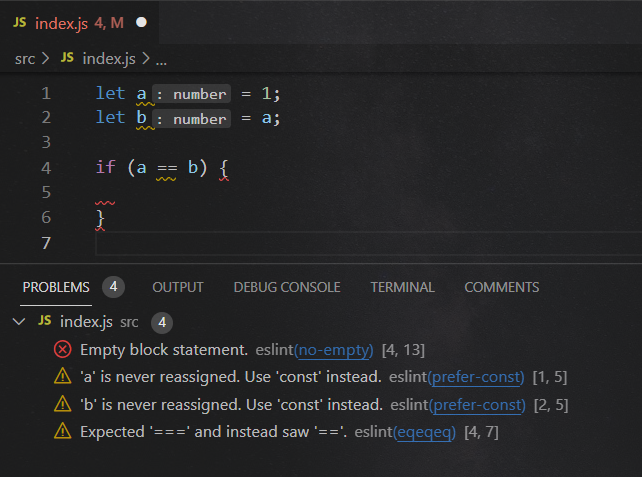 JS index.js 4, M
src > JS index.js > ...
1 let a : number = 1;
2 let b : number = a;
3
4 if (a == b) {
5
6 }
7
PROBLEMS 4 OUTPUT DEBUG CONSOLE TERMINAL COMMENTS
JS index.js src 4
Empty block statement. eslint(no-empty) [4, 13]
'a' is never reassigned. Use 'const' instead. eslint(prefer-const) [1, 5]
'b' is never reassigned. Use 'const' instead. eslint(prefer-const) [2, 5]
Expected '===' and instead saw '=='. eslint(eqeqeq) [4, 7]